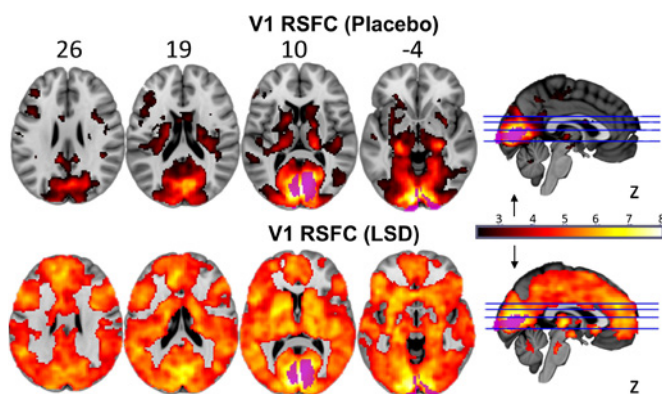 V1 RSFC (Placebo)
26 19 10 -4
Z
3 4 5 6 7 8
V1 RSFC (LSD)